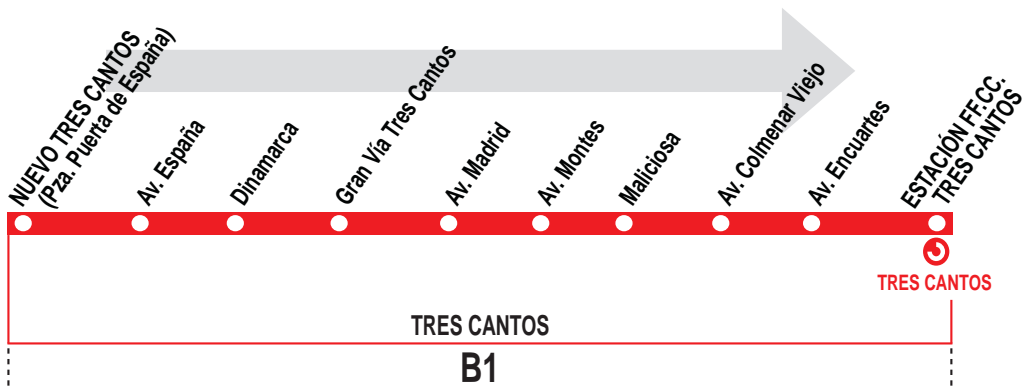 NUEVO TRES CANTOS
(Pza. Puerta de España)
Av. España
Dinamarca
Gran Vía Tres Cantos
Av. Madrid
Av. Montes
Maliciosa
Av. Colmenar Viejo
Av. Encuartes
ESTACIÓN FF.CC.
TRES CANTOS
TRES CANTOS
TRES CANTOS
B1